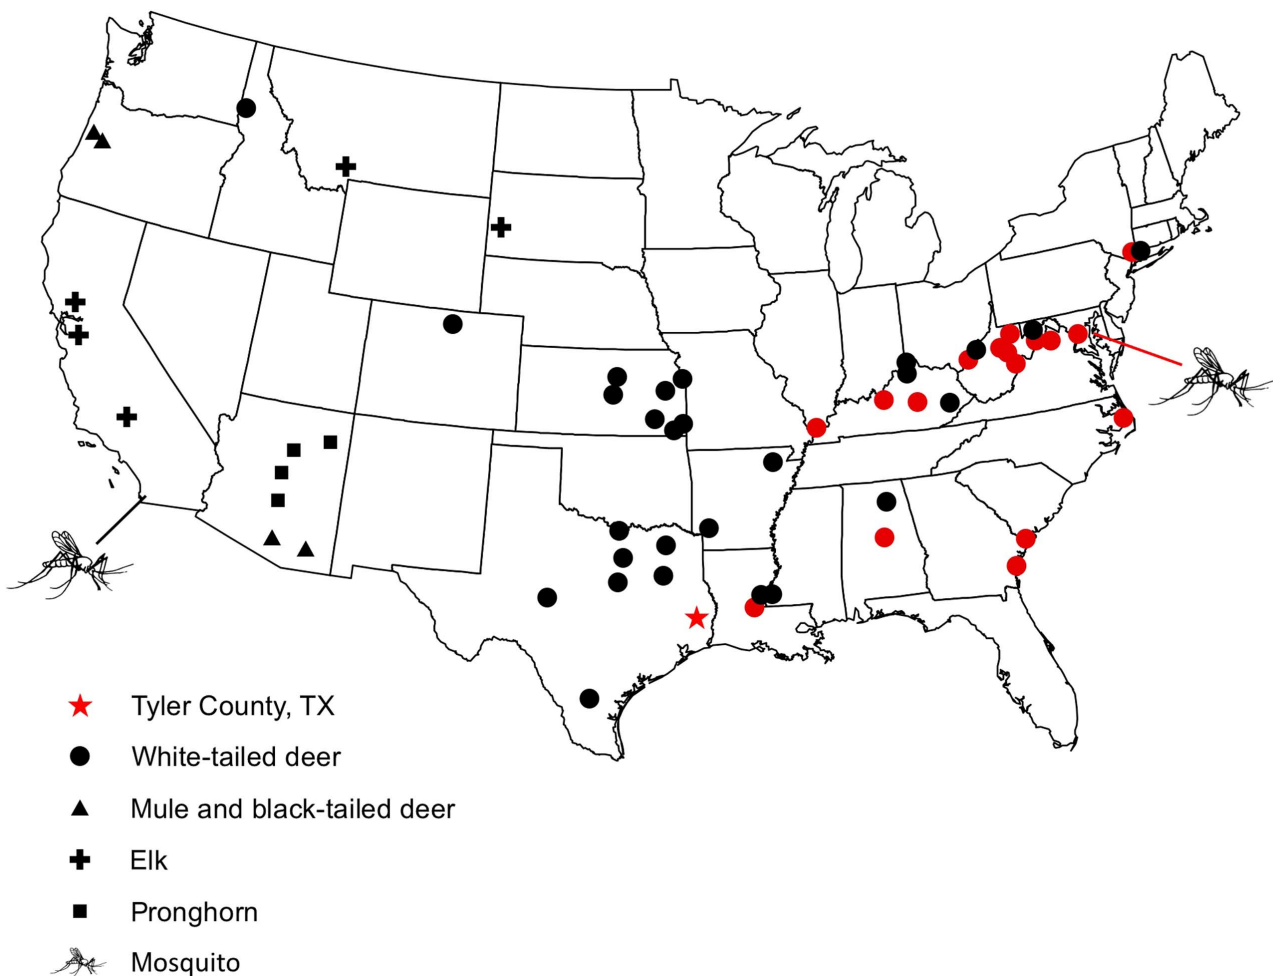 Tyler County, TX
White-tailed deer
Mule and black-tailed deer
Elk
Pronghorn
Mosquito